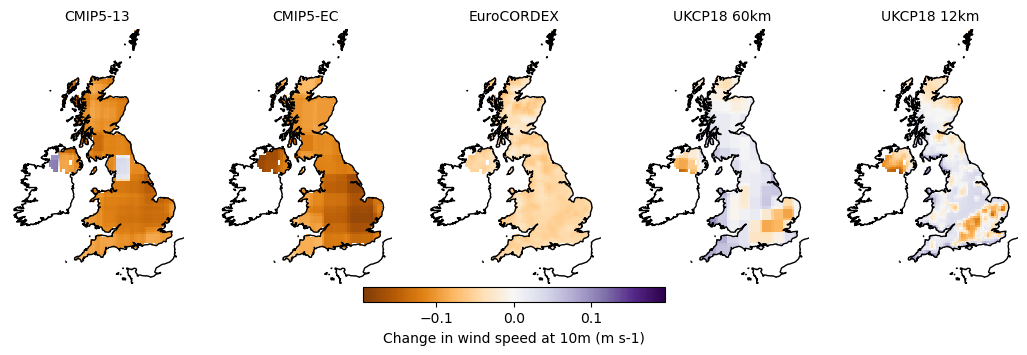 CMIP5-13 CMIP5-EC EuroCORDEX UKCP18 60km UKCP18 12km
−0.1 0.0 0.1
Change in wind speed at 10m (m s-1)